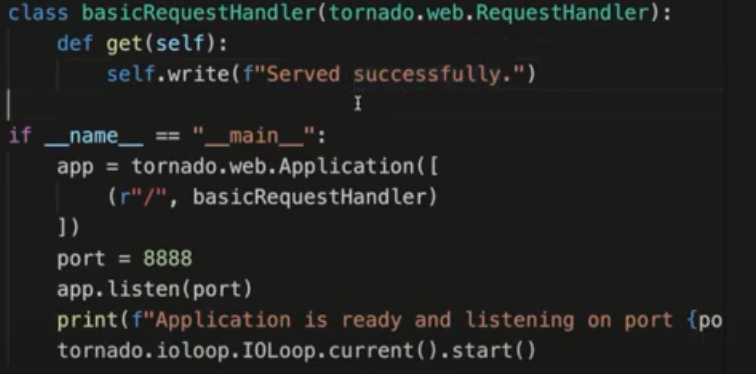 class basicRequestHandler(tornado.web.RequestHandler):
    def get(self):
        self.write(f"Served successfully.")
if __name__ == "__main__":
    app = tornado.web.Application([
        (r"/", basicRequestHandler)
    ])
    port = 8888
    app.listen(port)
    print(f"Application is ready and listening on port {po
    tornado.ioloop.IOLoop.current().start()